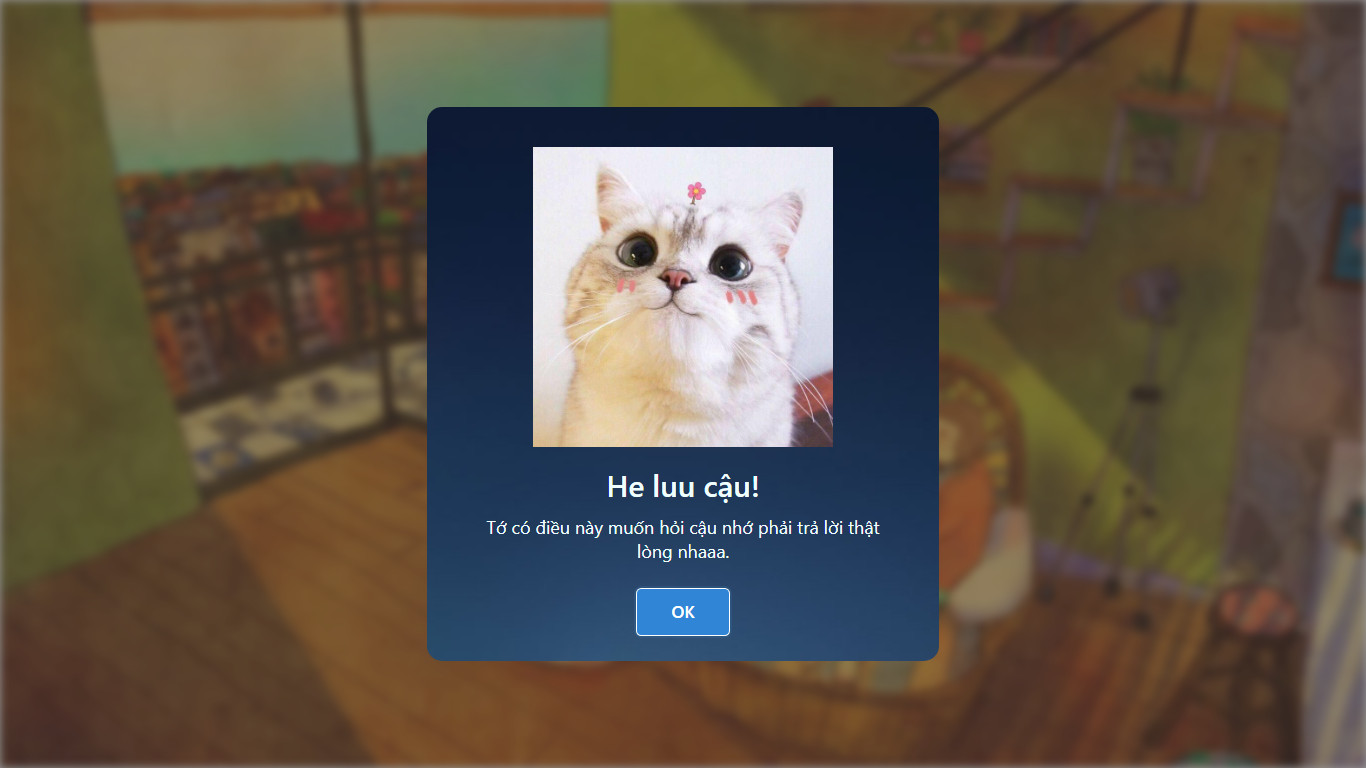 He luu cậu!
Tớ có điều này muốn hỏi cậu nhớ phải trả lời thật
lòng nhaaa.
OK